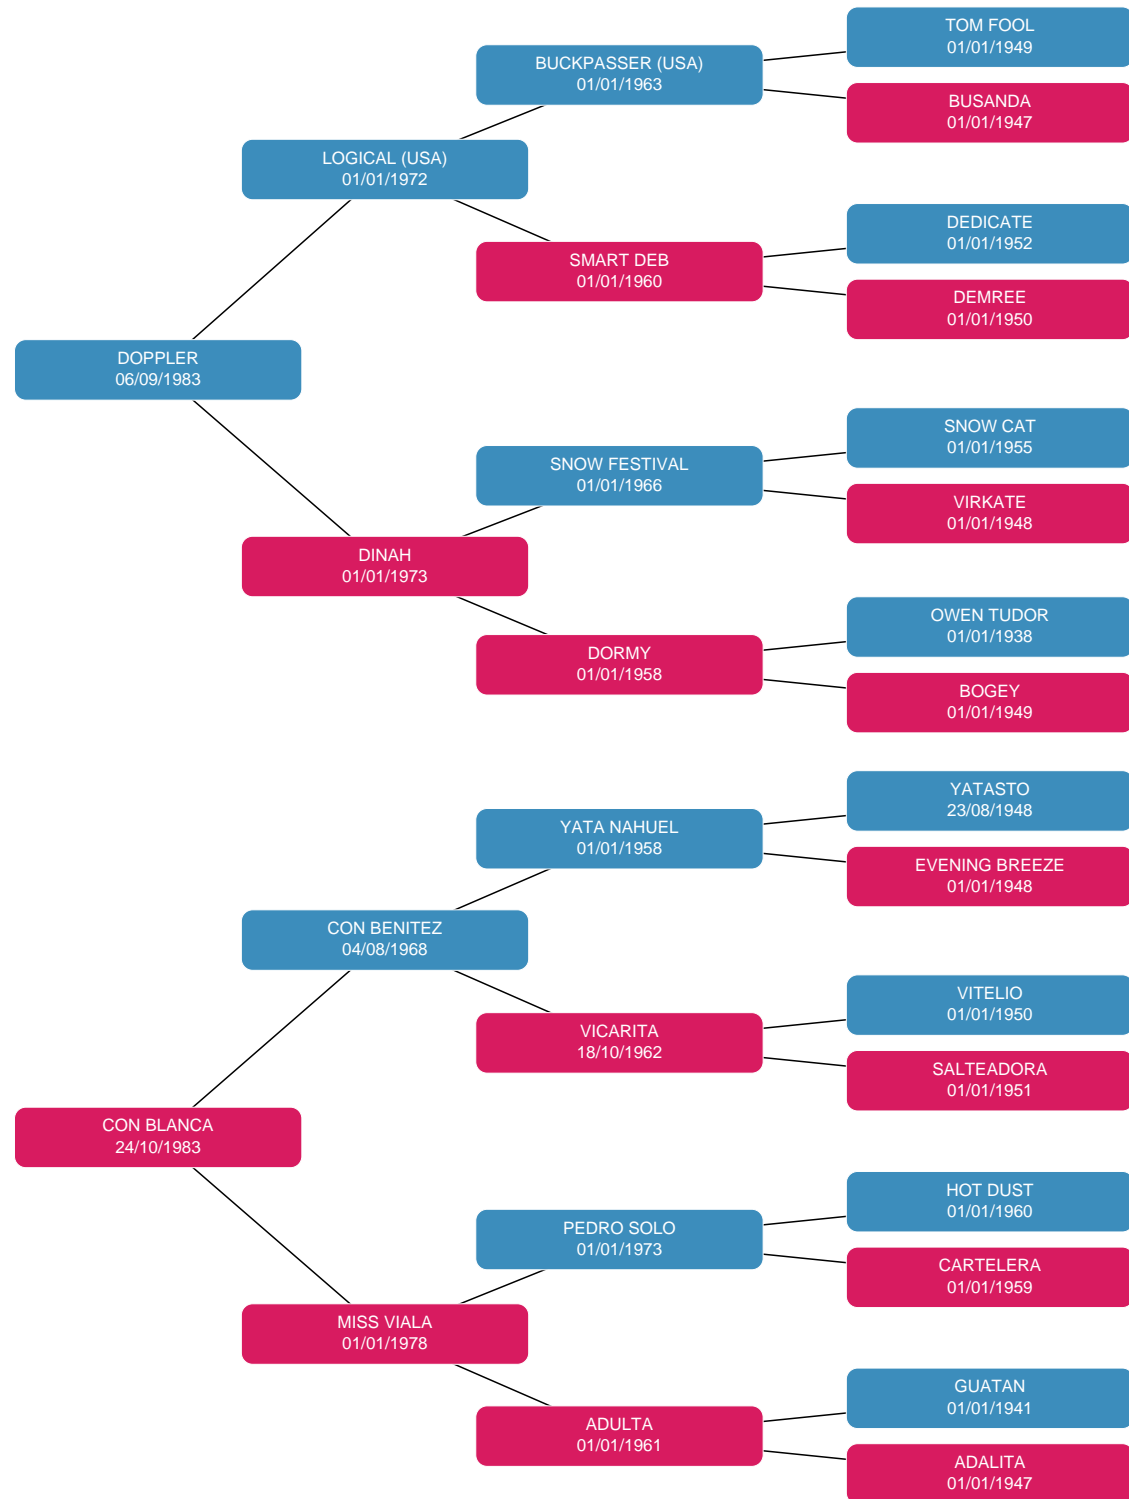 TOM FOOL
01/01/1949
BUCKPASSER (USA)
01/01/1963
BUSANDA
01/01/1947
LOGICAL (USA)
01/01/1972
DEDICATE
01/01/1952
SMART DEB
01/01/1960
DEMREE
01/01/1950
DOPPLER
06/09/1983
SNOW CAT
01/01/1955
SNOW FESTIVAL
01/01/1966
VIRKATE
01/01/1948
DINAH
01/01/1973
OWEN TUDOR
01/01/1938
DORMY
01/01/1958
BOGEY
01/01/1949
YATASTO
23/08/1948
YATA NAHUEL
01/01/1958
EVENING BREEZE
01/01/1948
CON BENITEZ
04/08/1968
VITELIO
01/01/1950
VICARITA
18/10/1962
SALTEADORA
01/01/1951
CON BLANCA
24/10/1983
HOT DUST
01/01/1960
PEDRO SOLO
01/01/1973
CARTELERA
01/01/1959
MISS VIALA
01/01/1978
GUATAN
01/01/1941
ADULTA
01/01/1961
ADALITA
01/01/1947